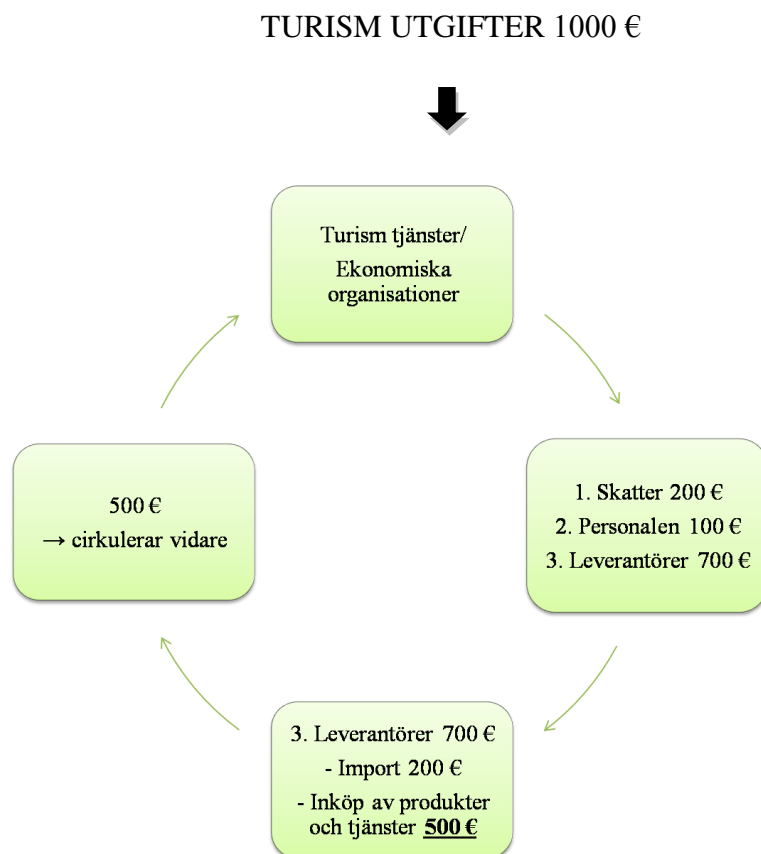 TURISM UTGIFTER 1000 €
Turism tjänster/
Ekonomiska
organisationer
1. Skatter 200 €
2. Personalen 100 €
3. Leverantörer 700 €
3. Leverantörer 700 €
- Import 200 €
- Inköp av produkter
och tjänster 500 €
500 €
→ cirkulerar vidare